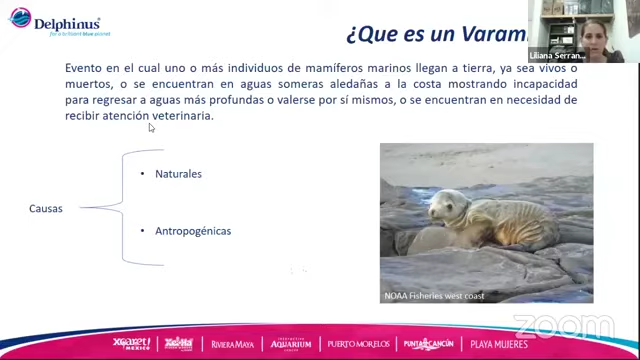 Delphinus
for a brilliant blue planet
¿Que es un Varam
Liliana Serran...
Evento en el cual uno o más individuos de mamíferos marinos llegan a tierra, ya sea vivos o
muertos, o se encuentran en aguas someras aledañas a la costa mostrando incapacidad
para regresar a aguas más profundas o valerse por sí mismos, o se encuentran en necesidad de
recibir atención veterinaria.
• Naturales
Causas
• Antropogénicas
NOAA Fisheries west coast
zoom
xcaret MÉXICO
Xel-Há
RIVIERA MAYA
INTERACTIVE AQUARIUM CANCUN
PUERTO MORELOS
PUNTA CANCÚN
PLAYA MUJERES